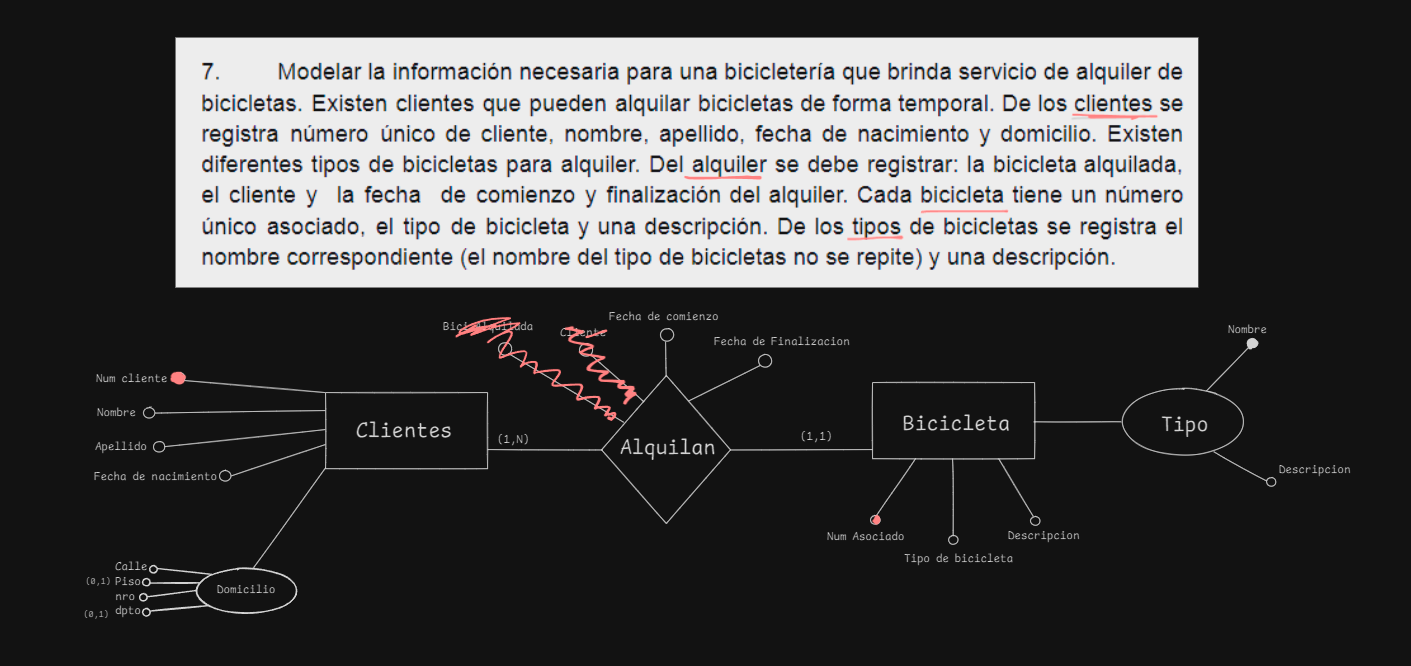 7. Modelar la información necesaria para una bicicletería que brinda servicio de alquiler de
bicicletas. Existen clientes que pueden alquilar bicicletas de forma temporal. De los clientes se
registra número único de cliente, nombre, apellido, fecha de nacimiento y domicilio. Existen
diferentes tipos de bicicletas para alquiler. Del alquiler se debe registrar: la bicicleta alquilada,
el cliente y la fecha de comienzo y finalización del alquiler. Cada bicicleta tiene un número
único asociado, el tipo de bicicleta y una descripción. De los tipos de bicicletas se registra el
nombre correspondiente (el nombre del tipo de bicicletas no se repite) y una descripción.
Bici alquilada
Cliente
Fecha de comienzo
Fecha de Finalizacion
Nombre
Num cliente
Nombre
Apellido
Fecha de nacimiento
Clientes
(1,N)
Alquilan
(1,1)
Bicicleta
Tipo
Descripcion
Num Asociado
Tipo de bicicleta
Descripcion
Calle
(0,1) Piso
nro
(0,1) dpto
Domicilio